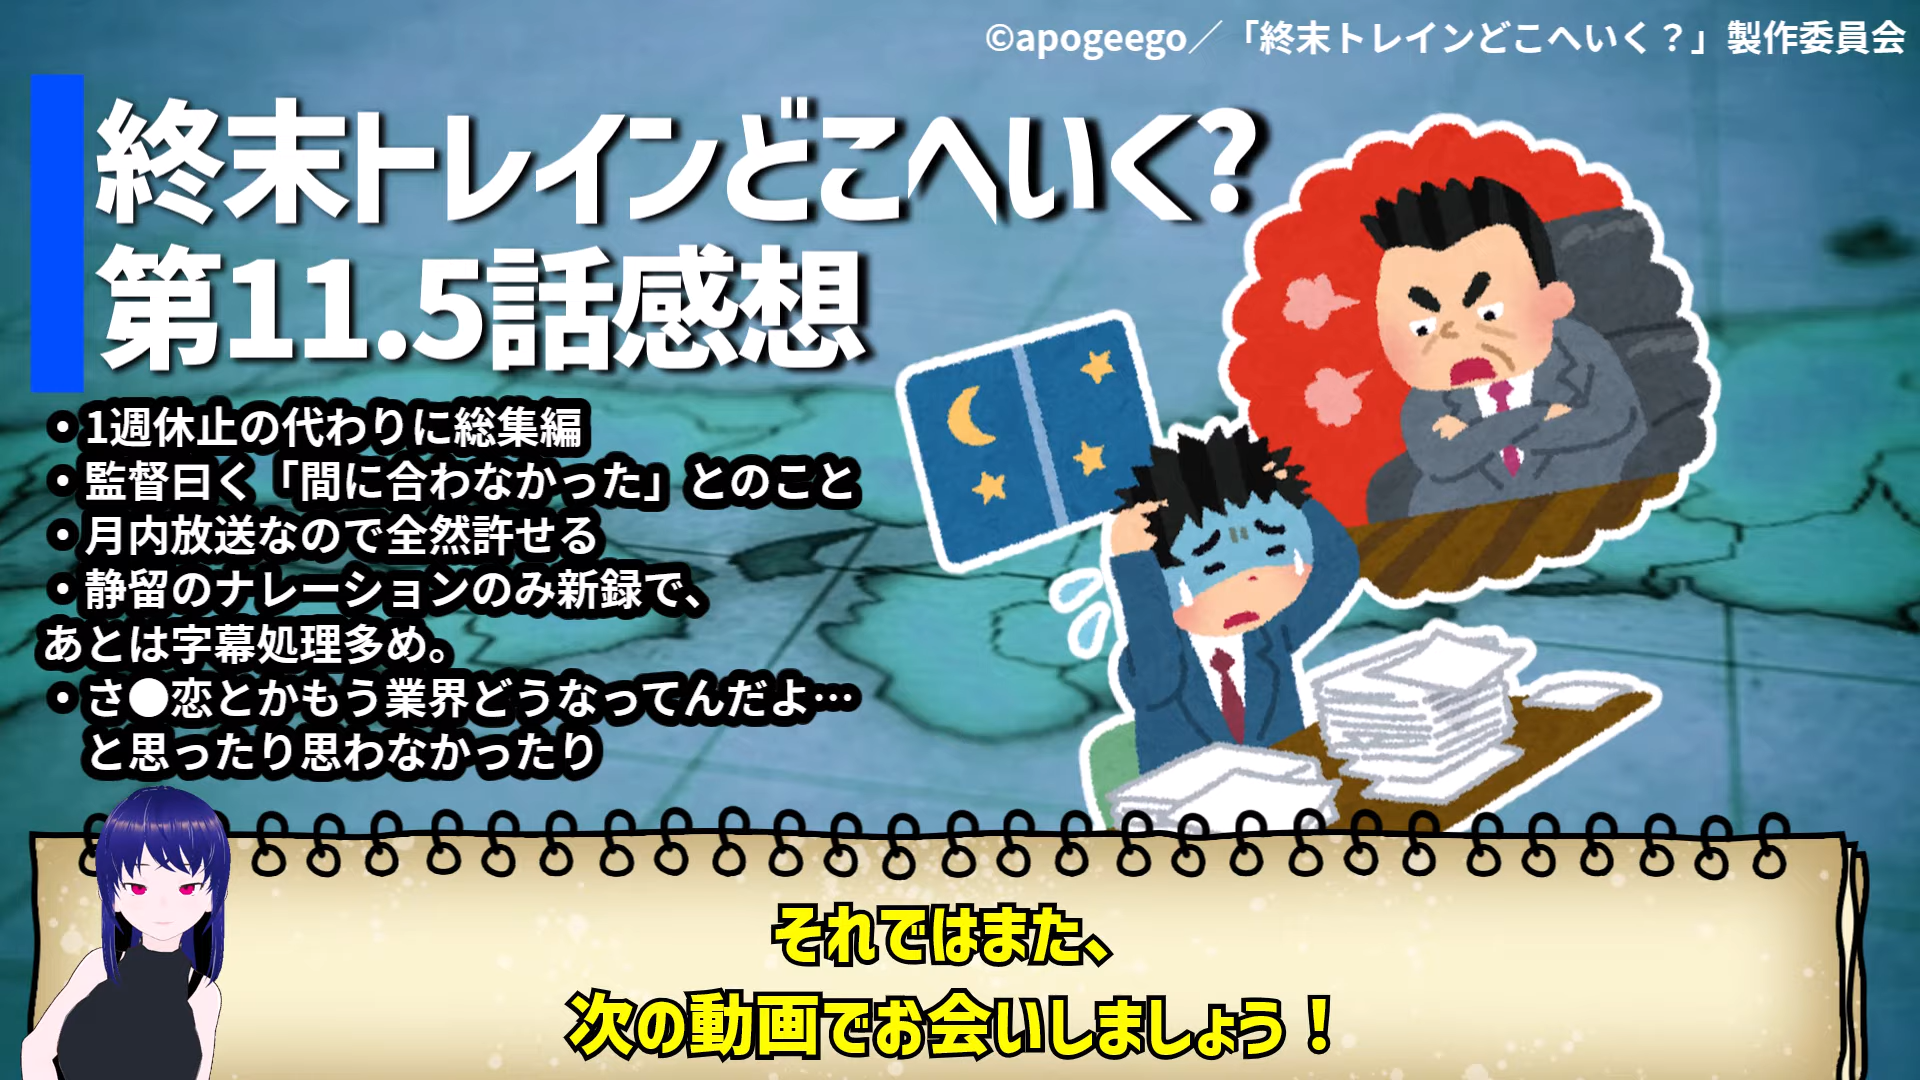 ©apogeego／「終末トレインどこへいく？」製作委員会
終末トレインどこへいく?
第11.5話感想
・1週休止の代わりに総集編
・監督曰く「間に合わなかった」とのこと
・月内放送なので全然許せる
・静留のナレーションのみ新録で、
あとは字幕処理多め。
・さ●恋とかもう業界どうなってんだよ…
と思ったり思わなかったり
それではまた、
次の動画でお会いしましょう！